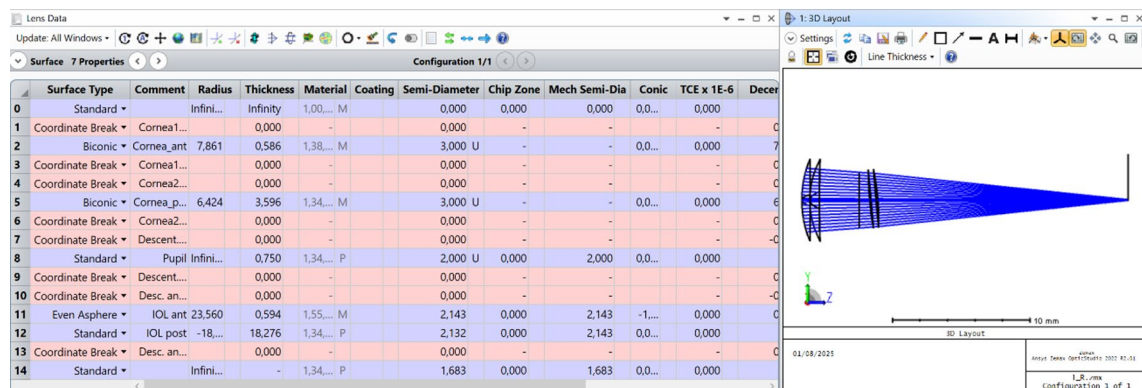 Lens Data
Update: All Windows
Surface 7 Properties Configuration 1/1
Surface Type Comment Radius Thickness Material Coating Semi-Diameter Chip Zone Mech Semi-Dia Conic TCE x 1E-6 Decer
0 Standard Infini... Infinity 1,00,... M 0,000 0,000 0,000 0,0... 0,000
1 Coordinate Break Cornea1... 0,000 - 0,000 - - - 0
2 Biconic Cornea_ant 7,861 0,586 1,38,... M 3,000 U - - 0,0... 0,000 7
3 Coordinate Break Cornea1... 0,000 - 0,000 - - - 0
4 Coordinate Break Cornea2... 0,000 - 0,000 - - - 0
5 Biconic Cornea_p... 6,424 3,596 1,34,... M 3,000 U - - 0,0... 0,000 6
6 Coordinate Break Cornea2... 0,000 - 0,000 - - - 0
7 Coordinate Break Descent.... 0,000 - 0,000 - - - -0
8 Standard Pupil Infini... 0,750 1,34,... P 2,000 U 0,000 2,000 0,0... 0,000
9 Coordinate Break Descent.... 0,000 - 0,000 - - - 0
10 Coordinate Break Desc. an... 0,000 - 0,000 - - - -0
11 Even Asphere IOL ant 23,560 0,594 1,55,... M 2,143 0,000 2,143 -1,... 0,000 0
12 Standard IOL post -18,... 18,276 1,34,... P 2,132 0,000 2,143 0,0... 0,000
13 Coordinate Break Desc. an... 0,000 - 0,000 - - - 0
14 Standard Infini... - 1,34,... P 1,683 0,000 1,683 0,0... 0,000
1: 3D Layout
Settings
Line Thickness
Y
Z
10 mm
3D Layout
01/08/2025
Zemax
Ansys Zemax OpticStudio 2022 R2.01
Configuration 1 of 1